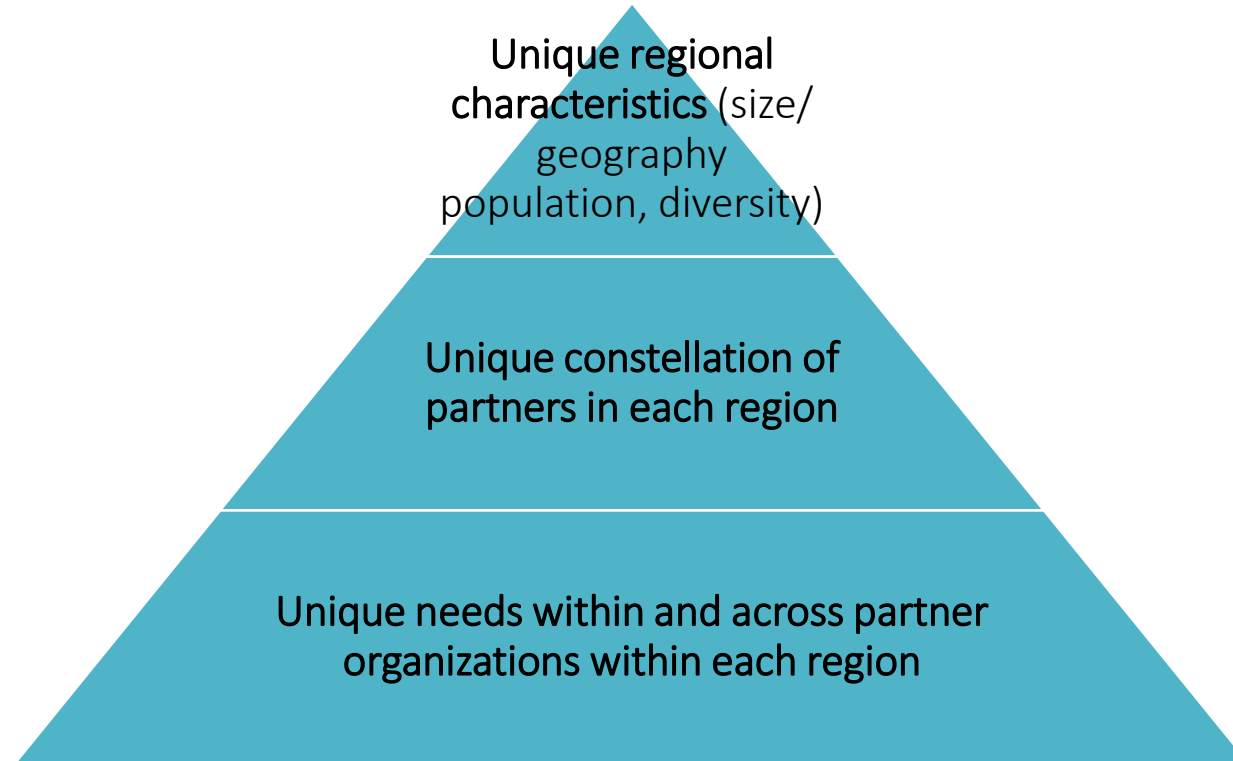 Unique regional
characteristics (size/
geography
population, diversity)
Unique constellation of
partners in each region
Unique needs within and across partner
organizations within each region